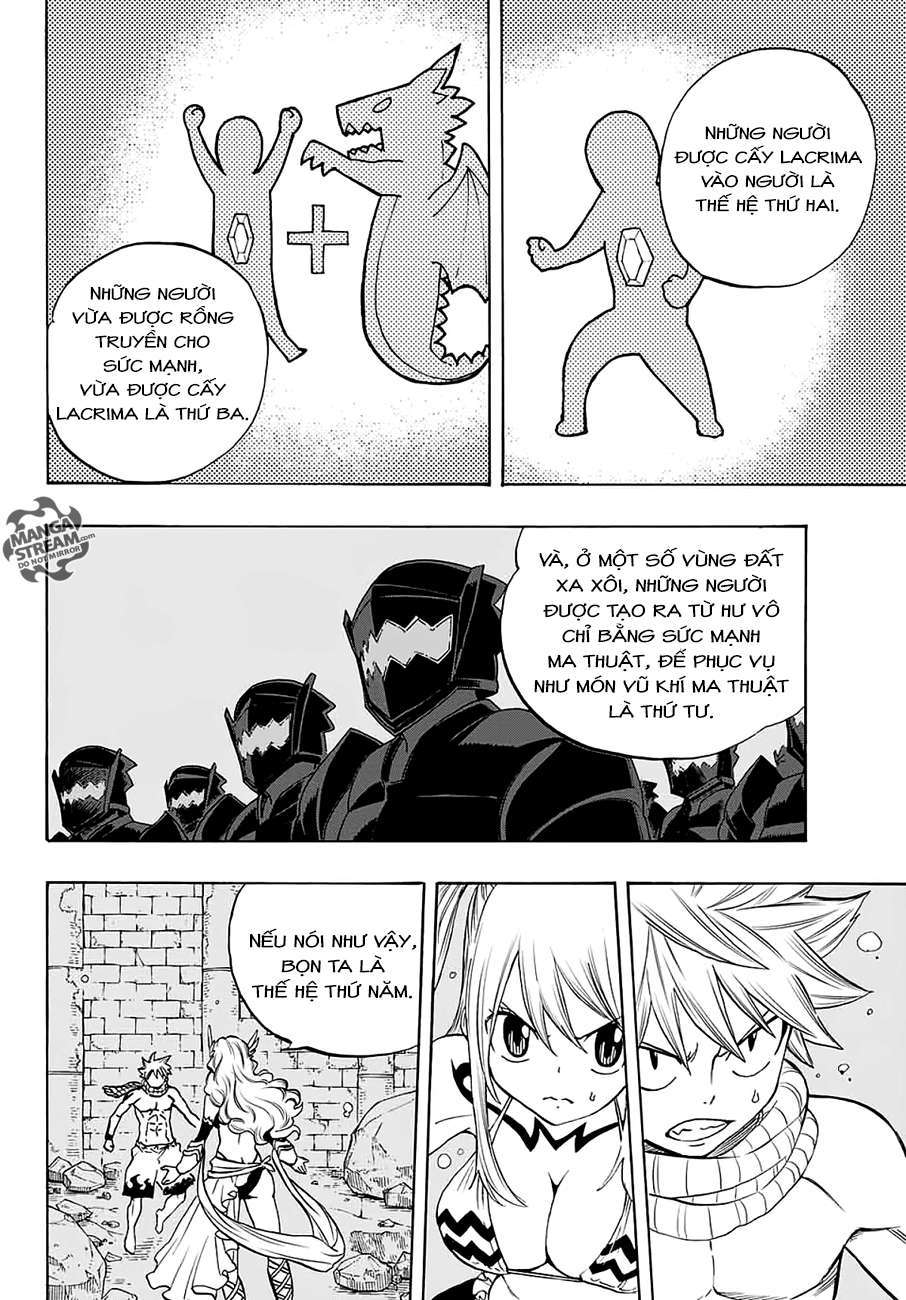 NHỮNG NGƯỜI
ĐƯỢC CẤY LACRIMA
VÀO NGƯỜI LÀ
THẾ HỆ THỨ HAI.
NHỮNG NGƯỜI
VỪA ĐƯỢC RỒNG
TRUYỀN CHO
SỨC MẠNH,
VỪA ĐƯỢC CẤY
LACRIMA LÀ THỨ BA.
MANGA
STREAM.com
DO NOT MIRROR
VÀ, Ở MỘT SỐ VÙNG ĐẤT
XA XÔI, NHỮNG NGƯỜI
ĐƯỢC TẠO RA TỪ HƯ VÔ
CHỈ BẰNG SỨC MẠNH
MA THUẬT, ĐỂ PHỤC VỤ
NHƯ MÓN VŨ KHÍ MA THUẬT
LÀ THỨ TƯ.
NẾU NÓI NHƯ VẬY,
BỌN TA LÀ
THẾ HỆ THỨ NĂM.